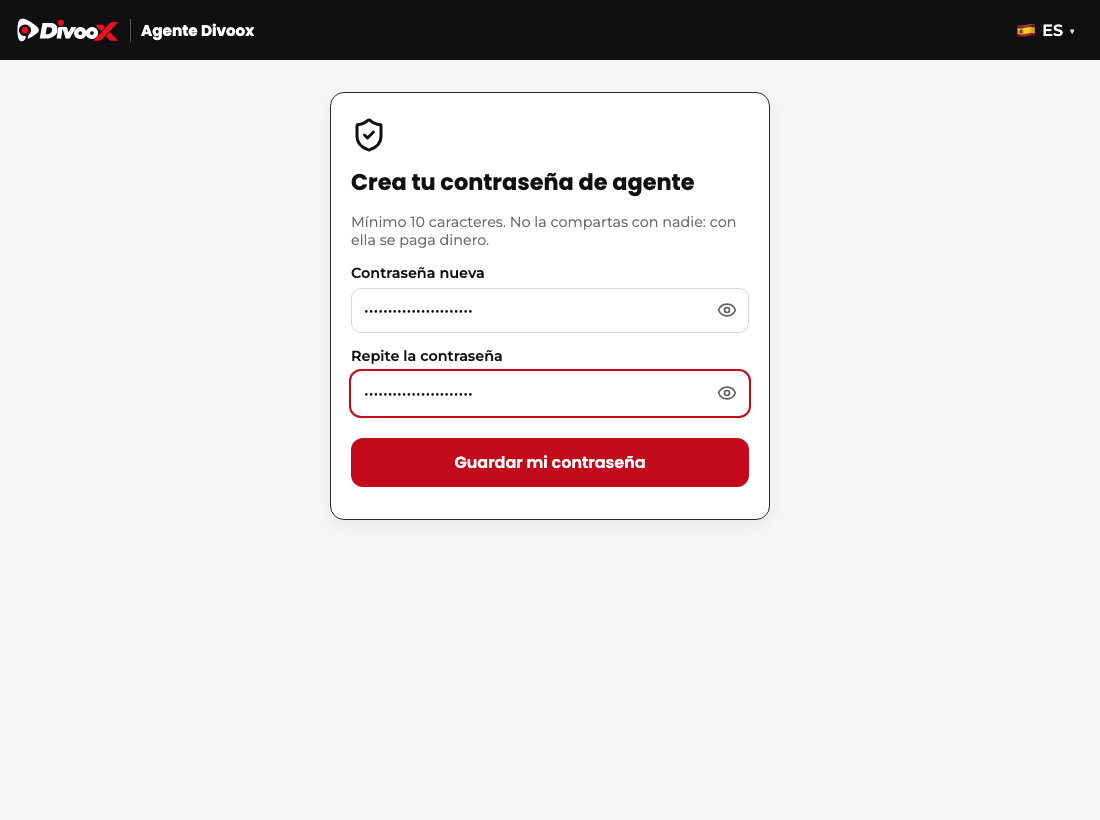 DivooX
Agente Divoox
ES
Crea tu contraseña de agente
Mínimo 10 caracteres. No la compartas con nadie: con
ella se paga dinero.
Contraseña nueva
Repite la contraseña
Guardar mi contraseña